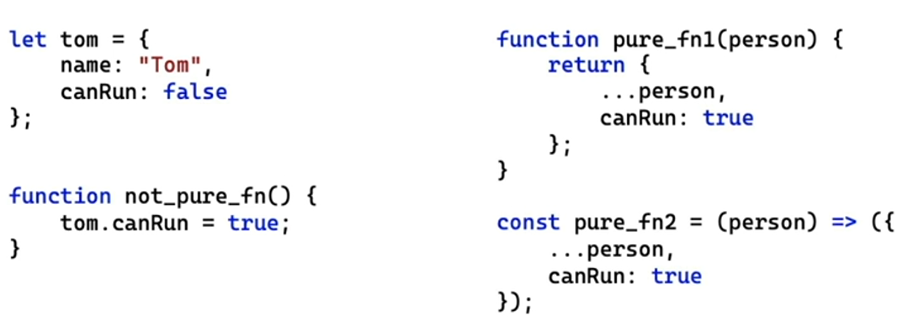 let tom = {
    name: "Tom",
    canRun: false
};
function not_pure_fn() {
    tom.canRun = true;
}
function pure_fn1(person) {
    return {
        ...person,
        canRun: true
    };
}
const pure_fn2 = (person) => ({
    ...person,
    canRun: true
});